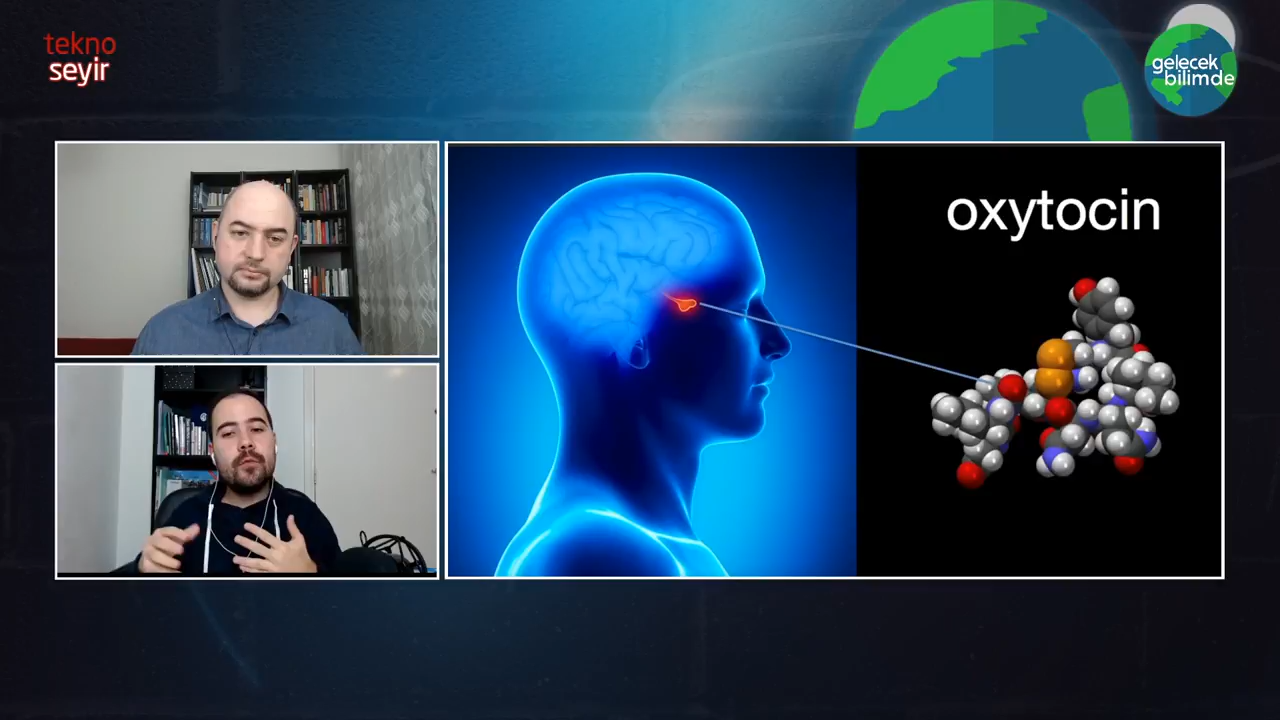 tekno
seyir
gelecek
bilimde
oxytocin